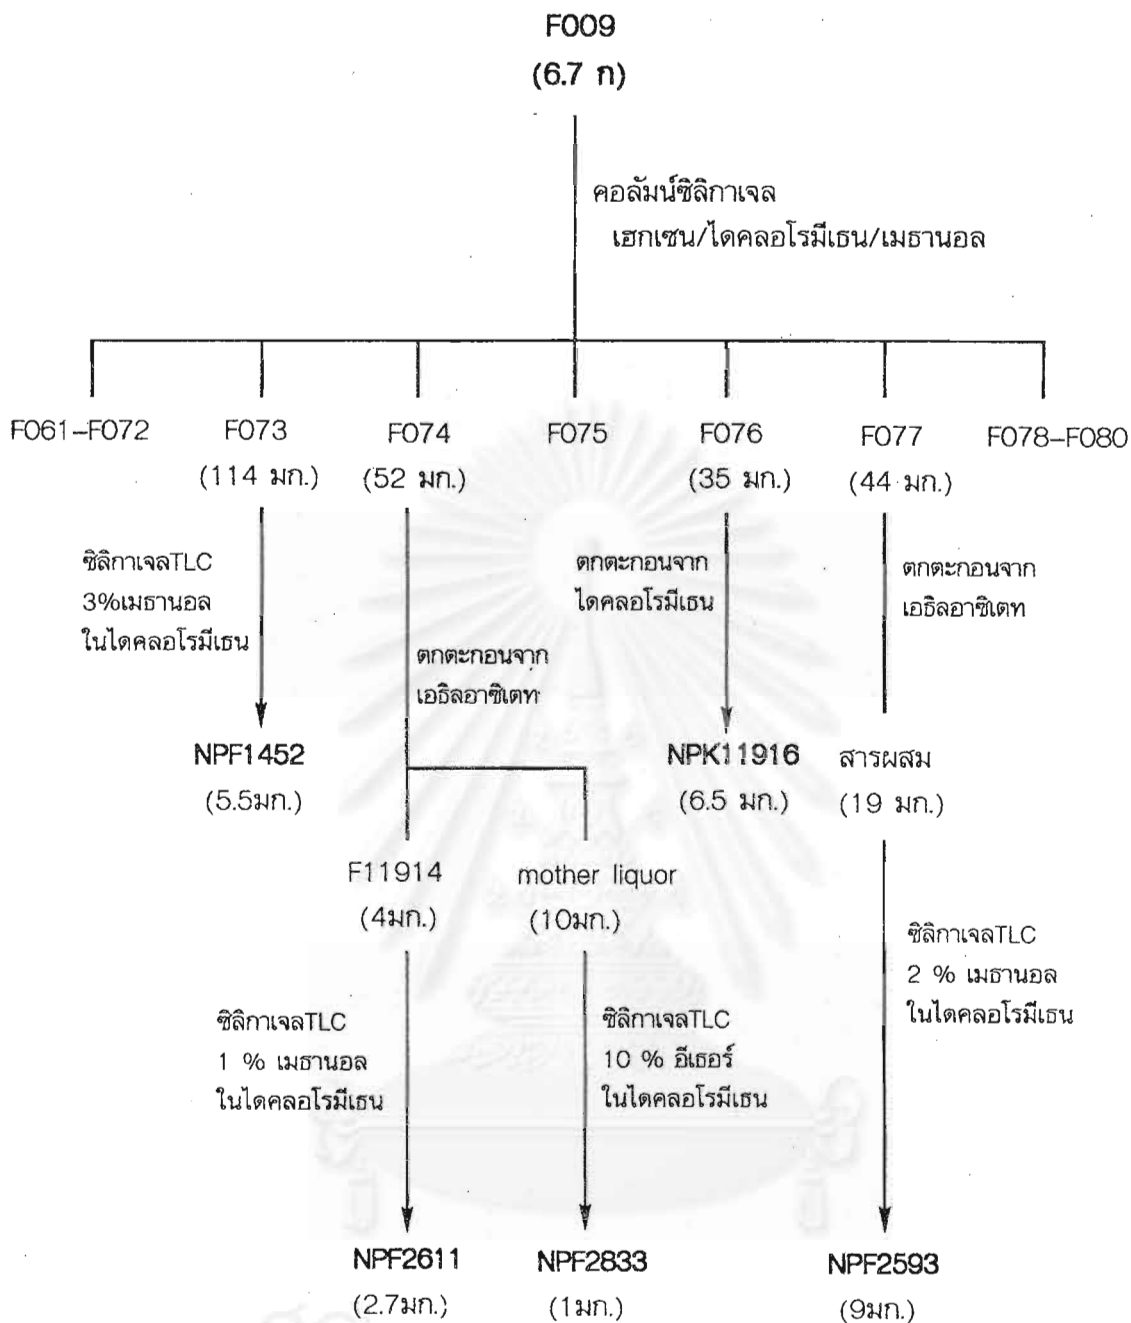 F009
(6.7 ก)
คอลัมน์ซิลิกาเจล
เฮกเซน/ไดคลอโรมีเธน/เมธานอล
F061-F072
F073
(114 มก.)
F074
(52 มก.)
F075
F076
(35 มก.)
F077
(44 มก.)
F078-F080
ซิลิกาเจลTLC
3%เมธานอล
ในไดคลอโรมีเธน
ตกตะกอนจาก
เอธิลอาซิเตท
ตกตะกอนจาก
ไดคลอโรมีเธน
ตกตะกอนจาก
เอธิลอาซิเตท
NPF1452
(5.5มก.)
NPK11916
(6.5 มก.)
สารผสม
(19 มก.)
F11914
(4มก.)
mother liquor
(10มก.)
ซิลิกาเจลTLC
1 % เมธานอล
ในไดคลอโรมีเธน
ซิลิกาเจลTLC
10 % อีเธอร์
ในไดคลอโรมีเธน
ซิลิกาเจลTLC
2 % เมธานอล
ในไดคลอโรมีเธน
NPF2611
(2.7มก.)
NPF2833
(1มก.)
NPF2593
(9มก.)